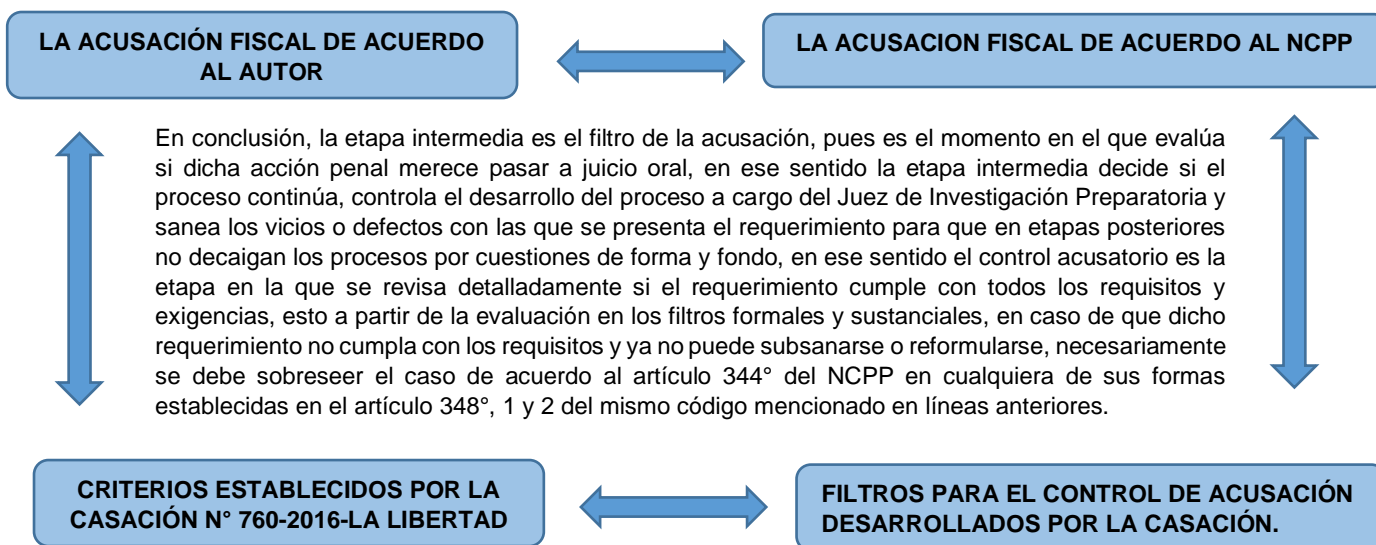 LA ACUSACIÓN FISCAL DE ACUERDO
AL AUTOR
LA ACUSACION FISCAL DE ACUERDO AL NCPP
En conclusión, la etapa intermedia es el filtro de la acusación, pues es el momento en el que evalúa
si dicha acción penal merece pasar a juicio oral, en ese sentido la etapa intermedia decide si el
proceso continúa, controla el desarrollo del proceso a cargo del Juez de Investigación Preparatoria y
sanea los vicios o defectos con las que se presenta el requerimiento para que en etapas posteriores
no decaigan los procesos por cuestiones de forma y fondo, en ese sentido el control acusatorio es la
etapa en la que se revisa detalladamente si el requerimiento cumple con todos los requisitos y
exigencias, esto a partir de la evaluación en los filtros formales y sustanciales, en caso de que dicho
requerimiento no cumpla con los requisitos y ya no puede subsanarse o reformularse, necesariamente
se debe sobreseer el caso de acuerdo al artículo 344° del NCPP en cualquiera de sus formas
establecidas en el artículo 348°, 1 y 2 del mismo código mencionado en líneas anteriores.
CRITERIOS ESTABLECIDOS POR LA
CASACIÓN N° 760-2016-LA LIBERTAD
FILTROS PARA EL CONTROL DE ACUSACIÓN
DESARROLLADOS POR LA CASACIÓN.